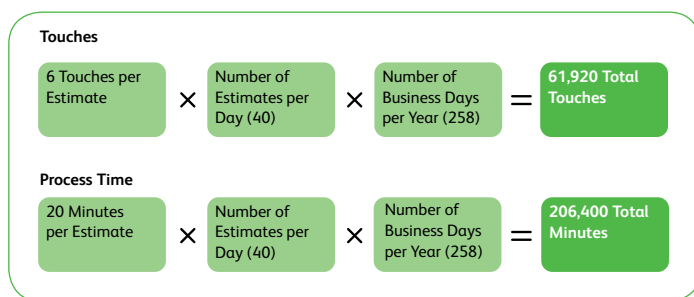 Touches
6 Touches per
Estimate
×
Number of
Estimates per
Day (40)
×
Number of
Business Days
per Year (258)
=
61,920 Total
Touches
Process Time
20 Minutes
per Estimate
×
Number of
Estimates per
Day (40)
×
Number of
Business Days
per Year (258)
=
206,400 Total
Minutes